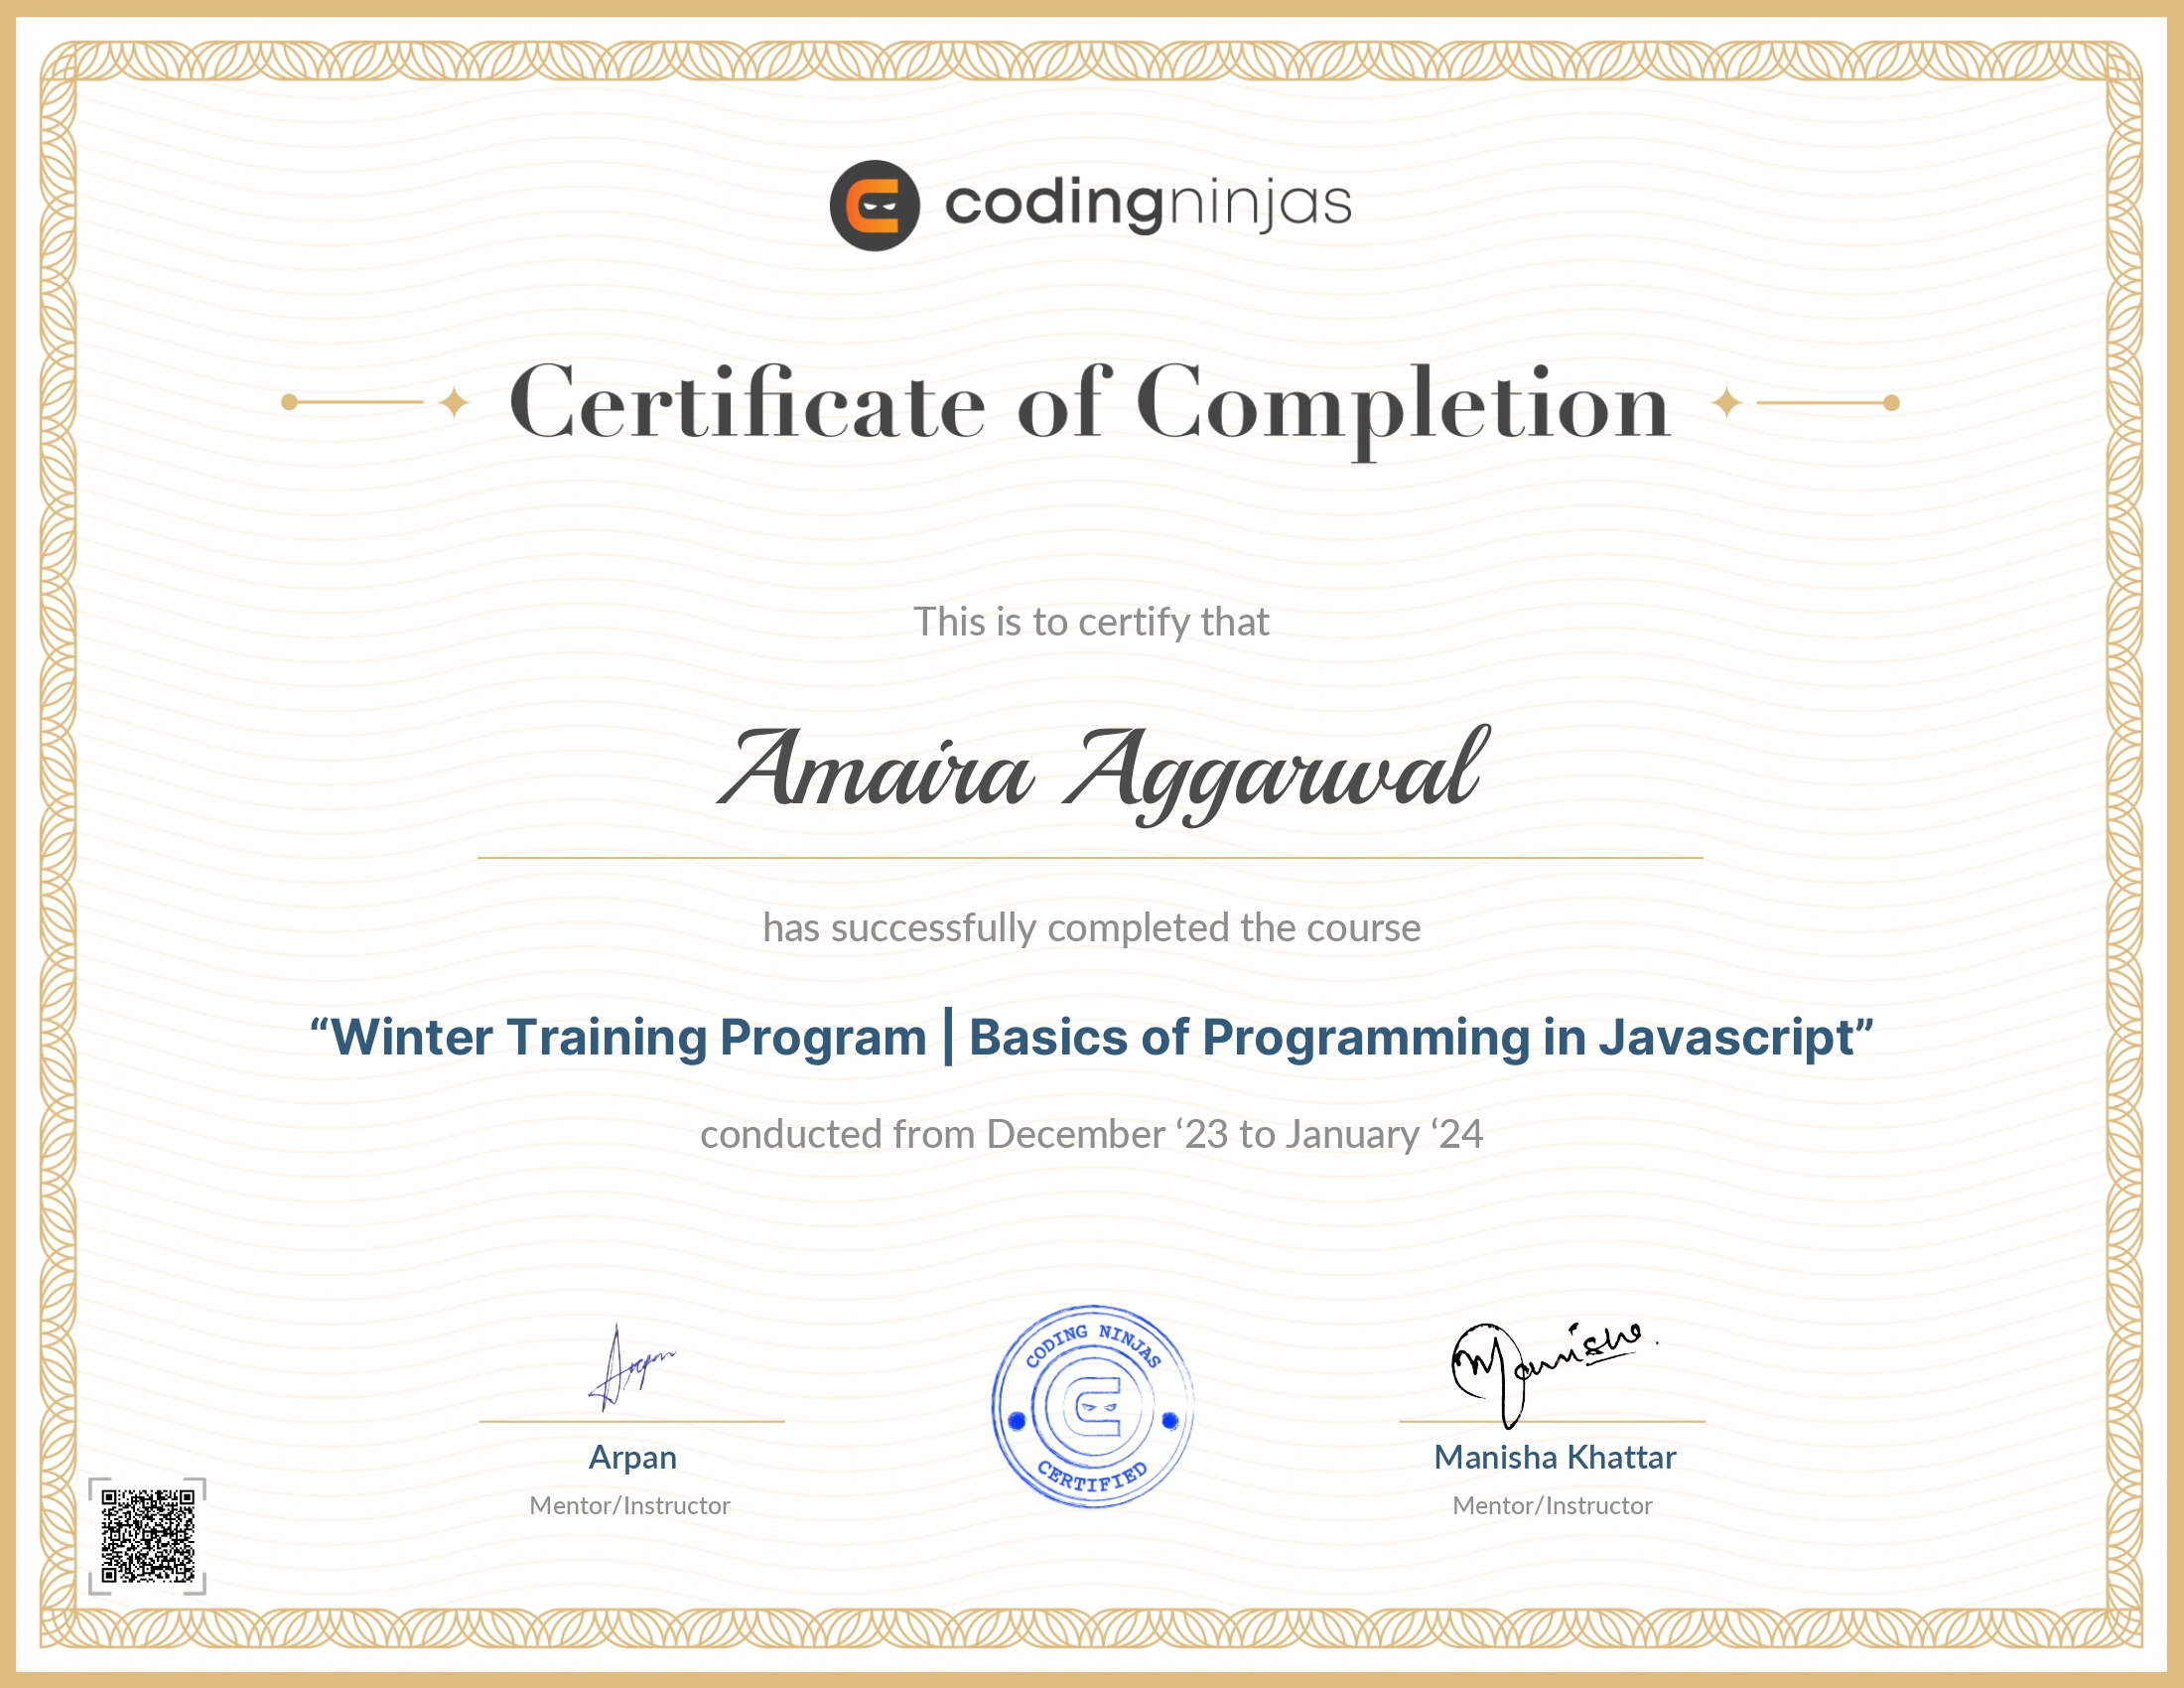 codingninjas
Certificate of Completion
This is to certify that
Amaira Aggarwal
has successfully completed the course
“Winter Training Program | Basics of Programming in Javascript”
conducted from December ‘23 to January ‘24
Arpan
Manisha.
CODING NINJAS
CERTIFIED
Arpan
Mentor/Instructor
Manisha Khattar
Mentor/Instructor